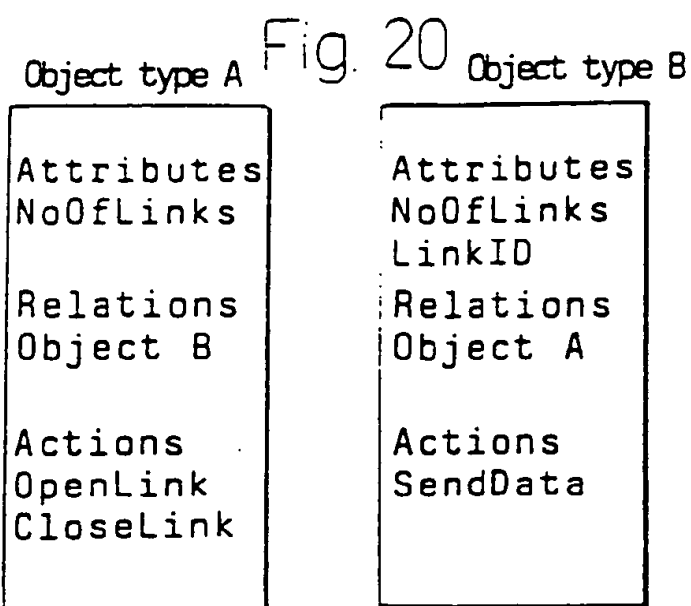 Fig. 20
Object type A
Attributes
NoOfLinks
Relations
Object B
Actions
OpenLink
CloseLink
Object type B
Attributes
NoOfLinks
LinkID
Relations
Object A
Actions
SendData